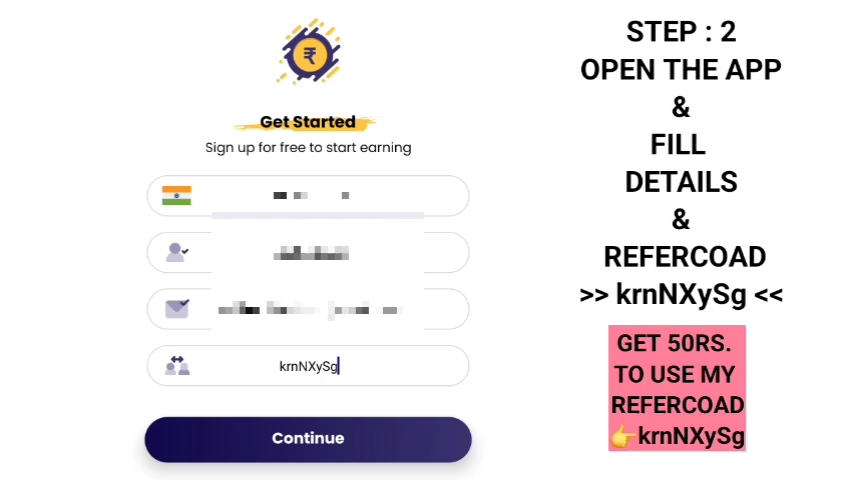 ₹
Get Started
Sign up for free to start earning
krnNXySg
Continue
STEP : 2
OPEN THE APP
&
FILL
DETAILS
&
REFERCOAD
>> krnNXySg <<
GET 50RS.
TO USE MY
REFERCOAD
👉krnNXySg